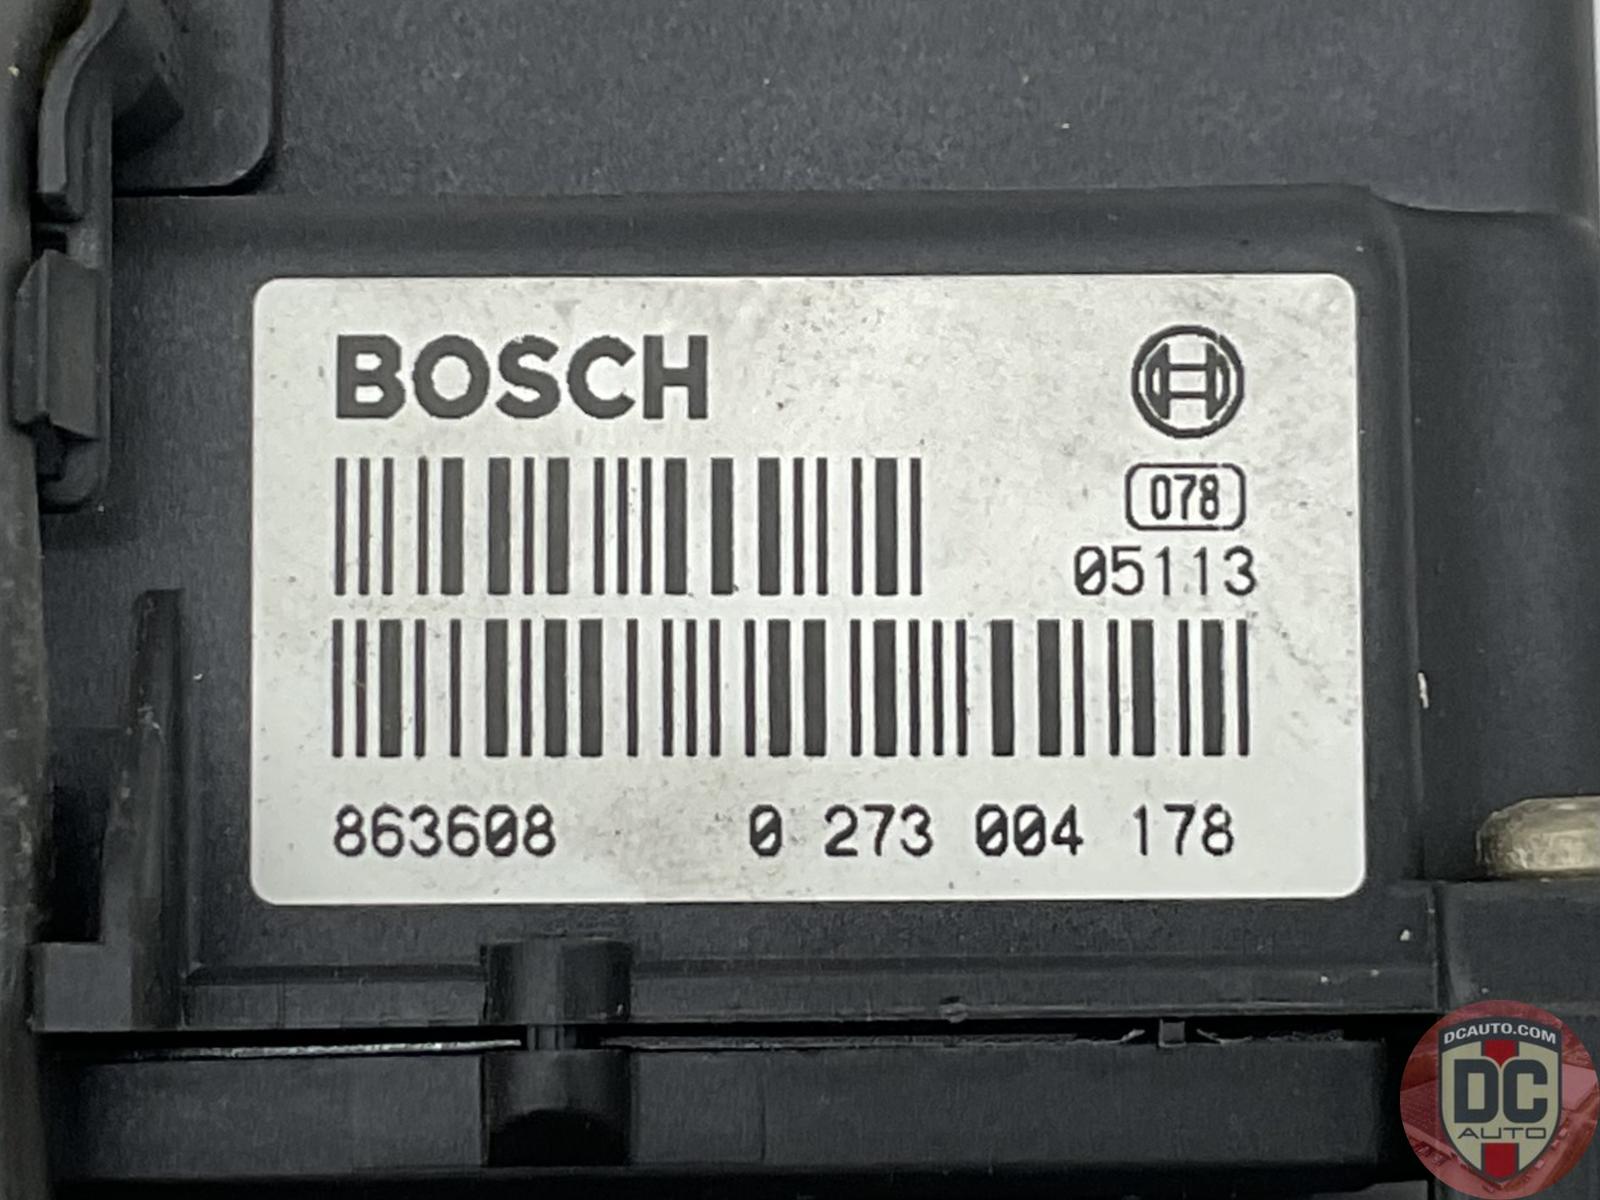 BOSCH
078
05113
863608 0 273 004 178
DCAUTO.COM
DC
AUTO